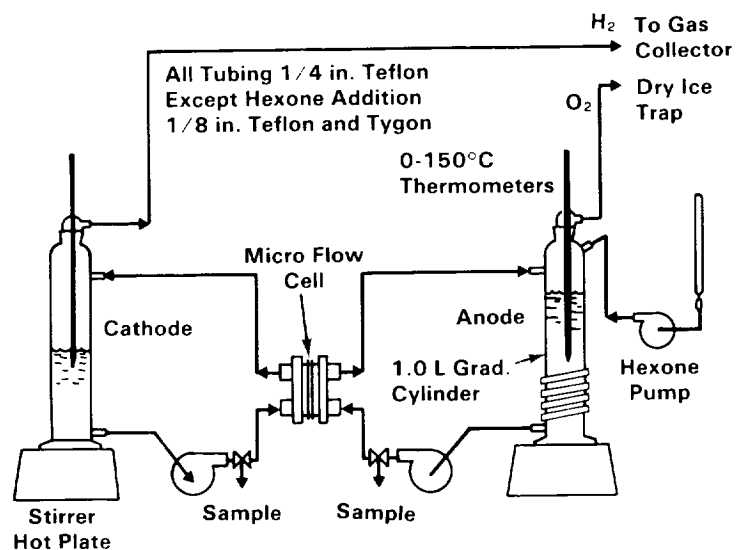 H₂ To Gas
Collector
All Tubing 1/4 in. Teflon
Except Hexone Addition
1/8 in. Teflon and Tygon
O₂
Dry Ice
Trap
0-150°C
Thermometers
Micro Flow
Cell
Cathode
Anode
1.0 L Grad.
Cylinder
Hexone
Pump
Sample
Sample
Stirrer
Hot Plate